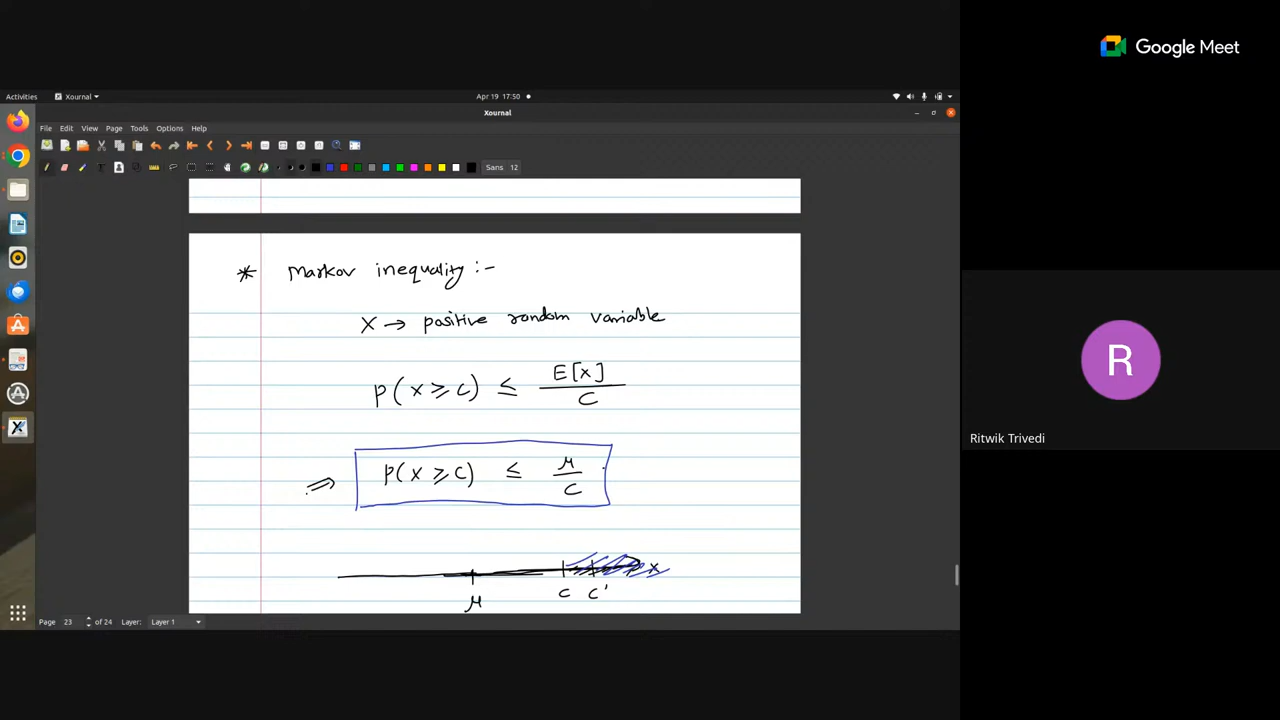 Google Meet
Activities Xournal Apr 19 17:50
Xournal
File Edit View Page Tools Options Help
Sans 12
* Markov inequality :-
X → positive random variable
P(X ≥ C) ≤ E[X] / C
⇒ P(X ≥ C) ≤ μ / C
x
μ C C'
R
Ritwik Trivedi
Page 23 of 24 Layer: Layer 1